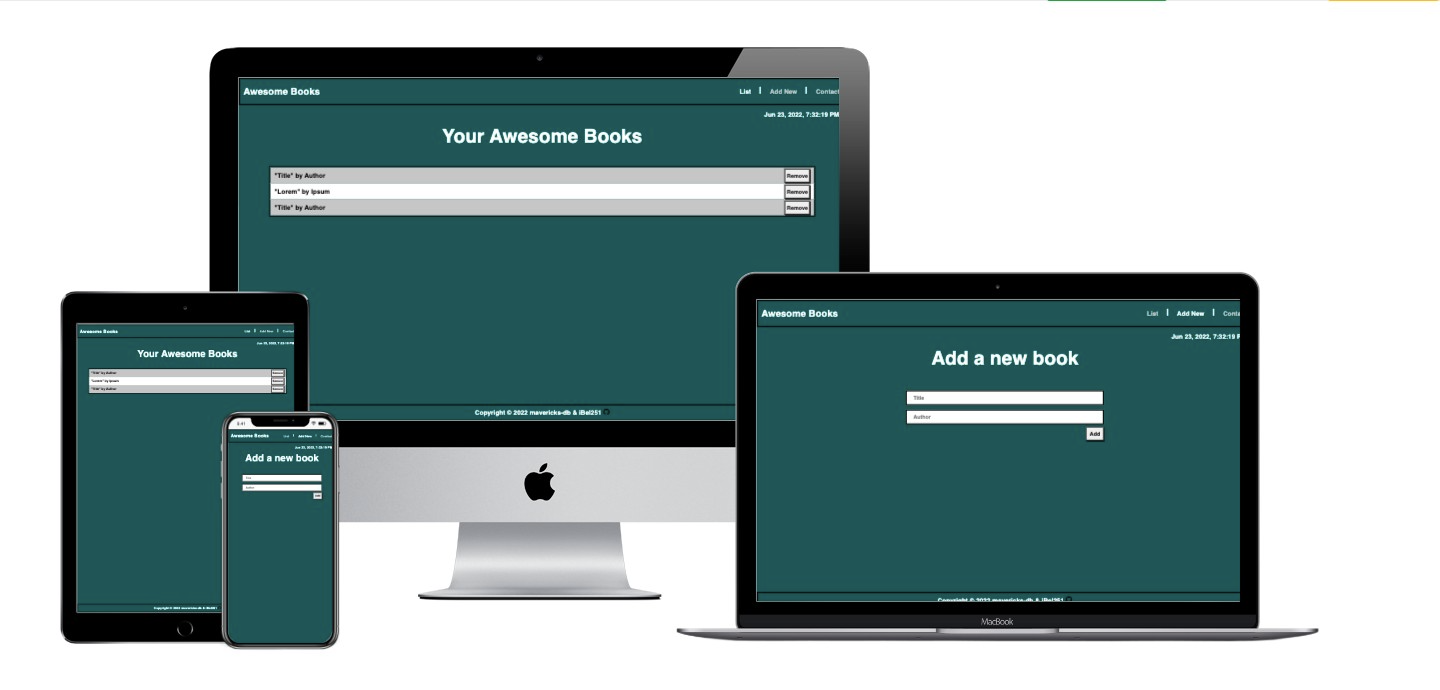 Awesome Books
List | Add New | Contact
Jun 23, 2022, 7:32:19 PM
Your Awesome Books
"Title" by Author Remove
"Lorem" by Ipsum Remove
"Title" by Author Remove
Copyright © 2022 mavericks-db & iBel251
Awesome Books
List | Add New | Contac
Jun 23, 2022, 7:32:19 PM
Your Awesome Books
"Title" by Author Remove
"Lorem" by Ipsum Remove
"Title" by Author Remove
Copyright © 2022 mavericks-db & iBel251
9:41
Awesome Books
List | Add New | Contac
Jun 23, 2022, 7:32:19 PM
Add a new book
Title
Author
Add
Awesome Books
List | Add New | Conta
Jun 23, 2022, 7:32:19 P
Add a new book
Title
Author
Add
Copyright © 2022 mavericks-db & iBel251
MacBook